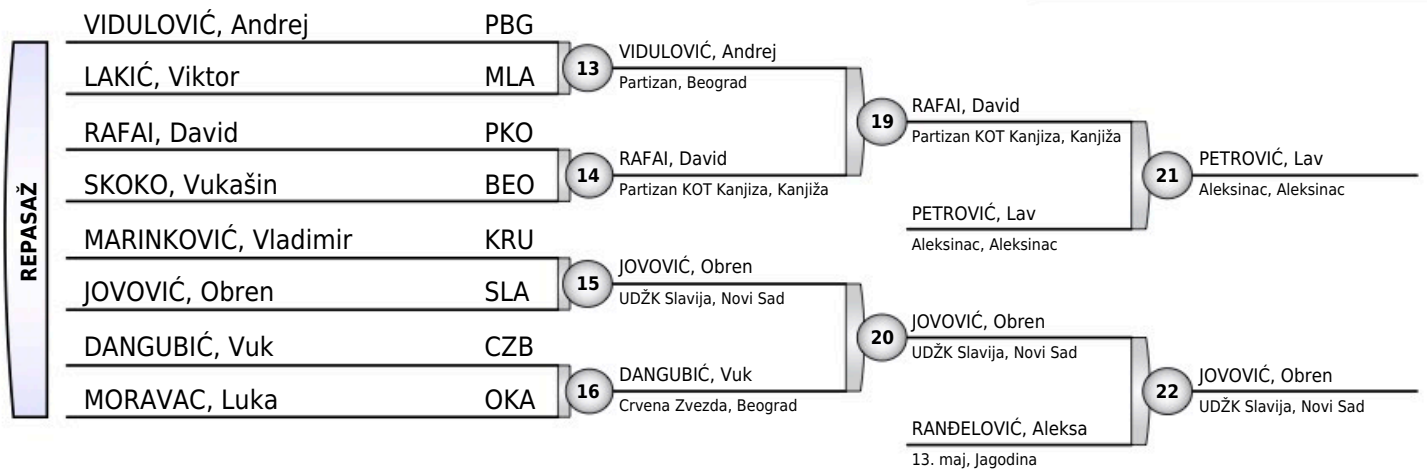 REPASAŽ
VIDULOVIĆ, Andrej PBG
LAKIĆ, Viktor MLA
RAFAI, David PKO
SKOKO, Vukašin BEO
MARINKOVIĆ, Vladimir KRU
JOVOVIĆ, Obren SLA
DANGUBIĆ, Vuk CZB
MORAVAC, Luka OKA
13
VIDULOVIĆ, Andrej
Partizan, Beograd
14
RAFAI, David
Partizan KOT Kanjiza, Kanjiža
15
JOVOVIĆ, Obren
UDŽK Slavija, Novi Sad
16
DANGUBIĆ, Vuk
Crvena Zvezda, Beograd
19
RAFAI, David
Partizan KOT Kanjiza, Kanjiža
PETROVIĆ, Lav
Aleksinac, Aleksinac
20
JOVOVIĆ, Obren
UDŽK Slavija, Novi Sad
RANĐELOVIĆ, Aleksa
13. maj, Jagodina
21
PETROVIĆ, Lav
Aleksinac, Aleksinac
22
JOVOVIĆ, Obren
UDŽK Slavija, Novi Sad